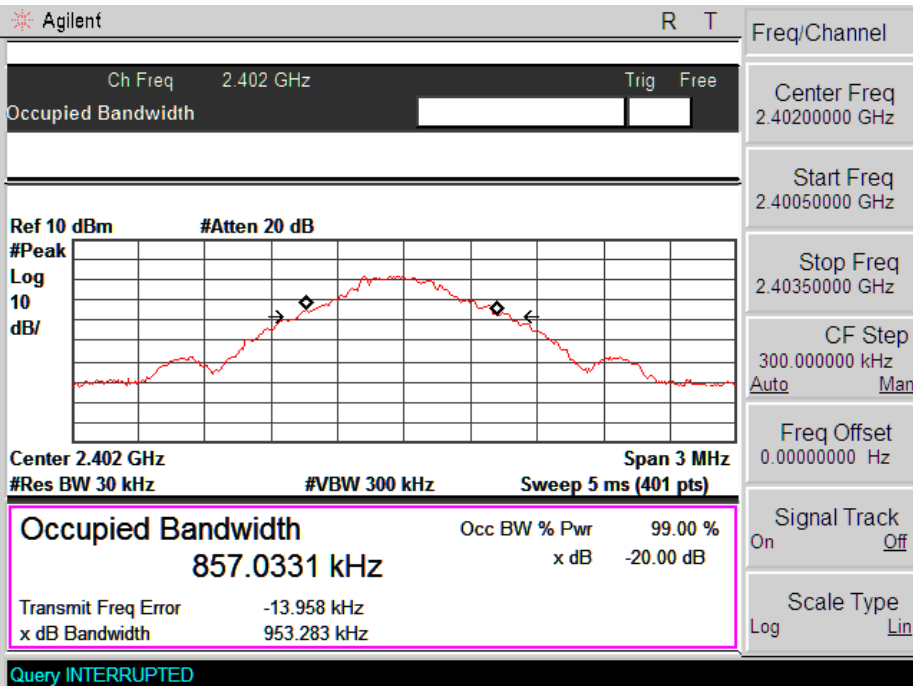 Agilent R T
Ch Freq 2.402 GHz Trig Free
Occupied Bandwidth
Ref 10 dBm #Atten 20 dB
#Peak
Log
10
dB/
Center 2.402 GHz Span 3 MHz
#Res BW 30 kHz #VBW 300 kHz Sweep 5 ms (401 pts)
Occupied Bandwidth
857.0331 kHz
Occ BW % Pwr 99.00 %
x dB -20.00 dB
Transmit Freq Error -13.958 kHz
x dB Bandwidth 953.283 kHz
Query INTERRUPTED
Freq/Channel
Center Freq
2.40200000 GHz
Start Freq
2.40050000 GHz
Stop Freq
2.40350000 GHz
CF Step
300.000000 kHz
Auto Man
Freq Offset
0.00000000 Hz
Signal Track
On Off
Scale Type
Log Lin